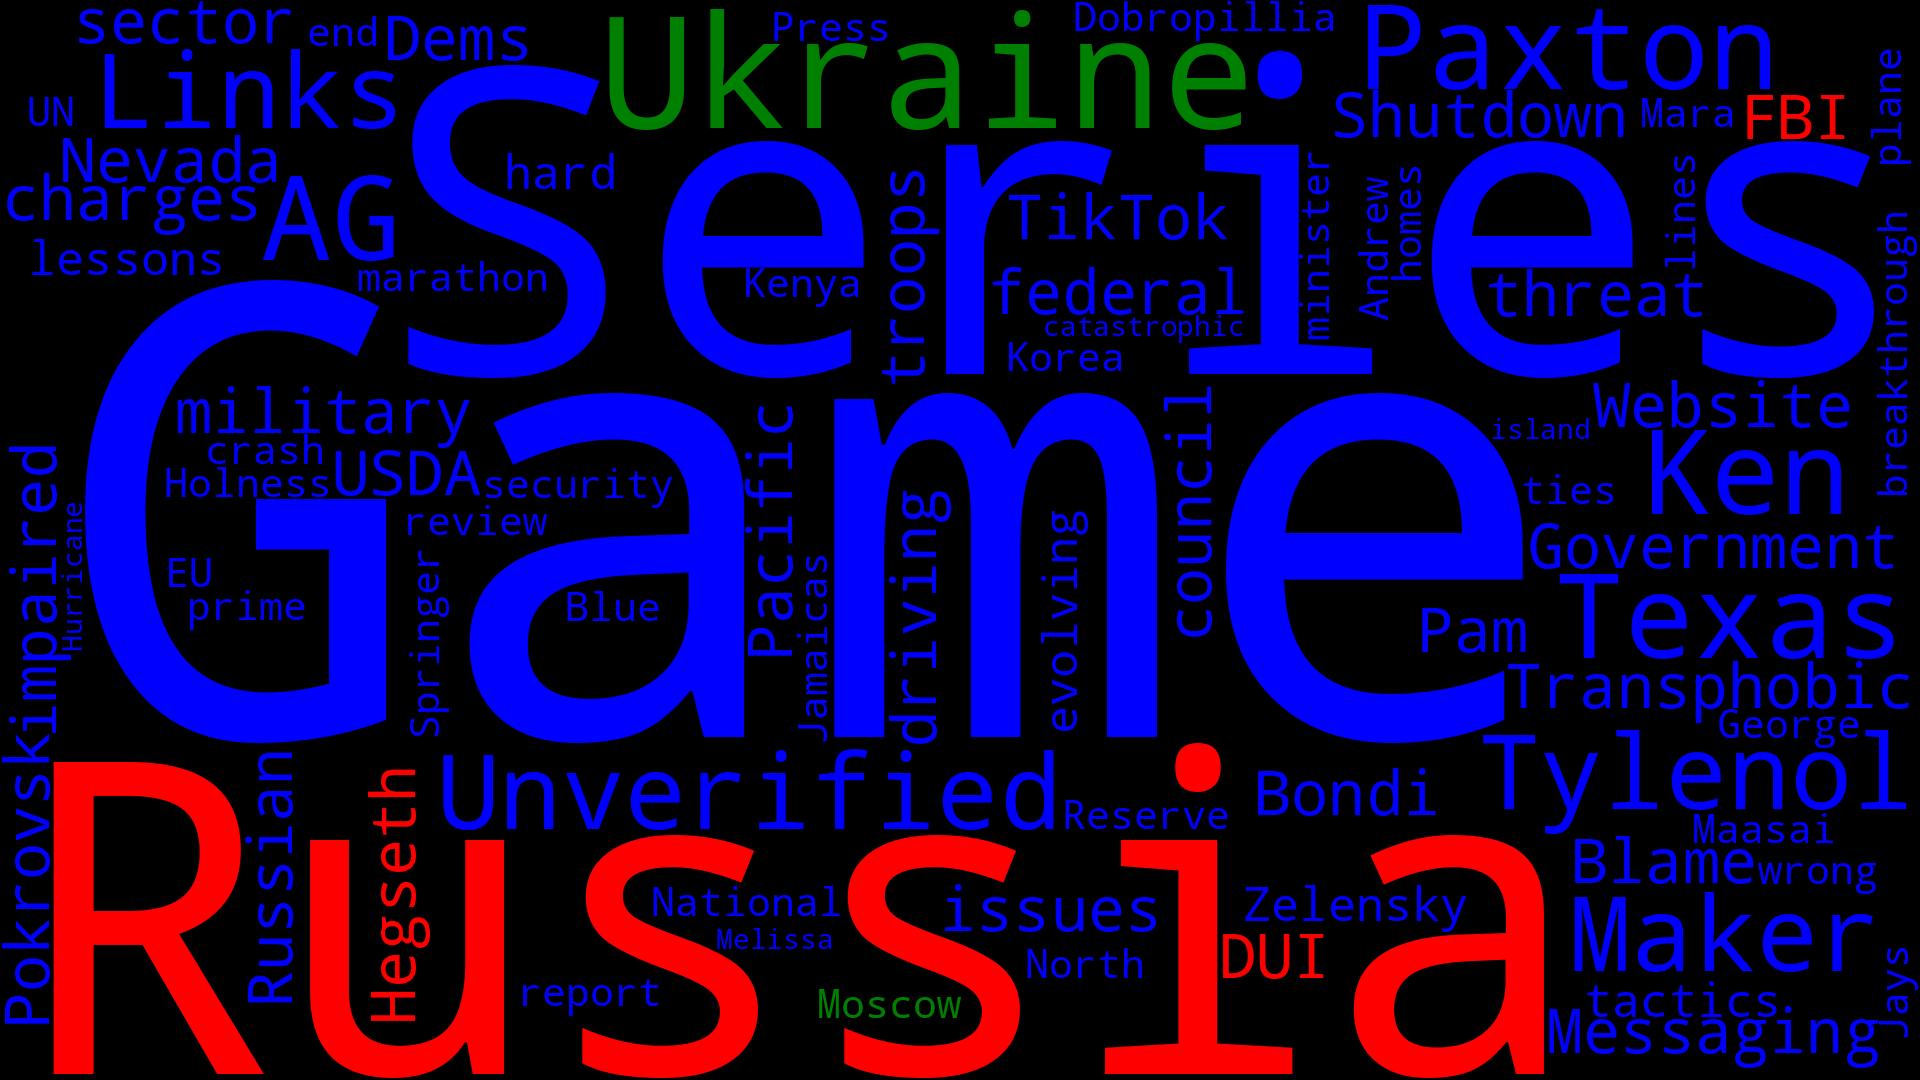 sector
end
Dems
Ukraine
Press
Dobropillia
Paxton
Links
UN
Shutdown
Mara
FBI
plane
Nevada
charges
AG
Series
hard
troops
TikTok
minister
Andrew
homes
lines
lessons
marathon
Kenya
federal
catastrophic
Korea
threat
breakthrough
Game
military
crash
Holness
USDA
security
review
Pacific
council
island
Website
Ken
ties
impaired
Hurricane
EU
prime
Springer
Blue
Jamaicas
driving
evolving
Government
Pam
Texas
Transphobic
George
Pokrovsk
Russia
Russian
Hegseth
Unverified
Reserve
Bondi
Tylenol
Maasai
Blame
wrong
National
Melissa
issues
Zelensky
North
DUI
Maker
report
Moscow
tactics
Messaging
Jays